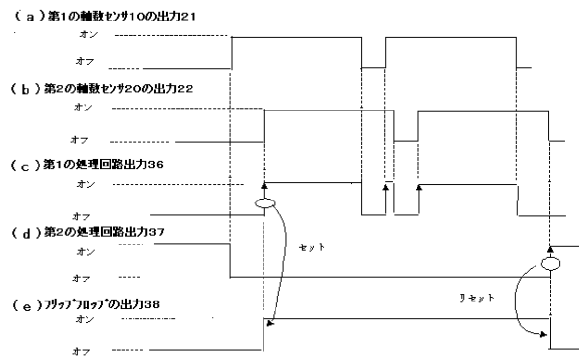 (a)第1の軸数センサ10の出力21
オン
オフ
(b)第2の軸数センサ20の出力22
オン
オフ
(c)第1の処理回路出力36
オン
オフ
(d)第2の処理回路出力37
セット
オン
オフ
リセット
(e)フリップフロップの出力38
オン
オフ